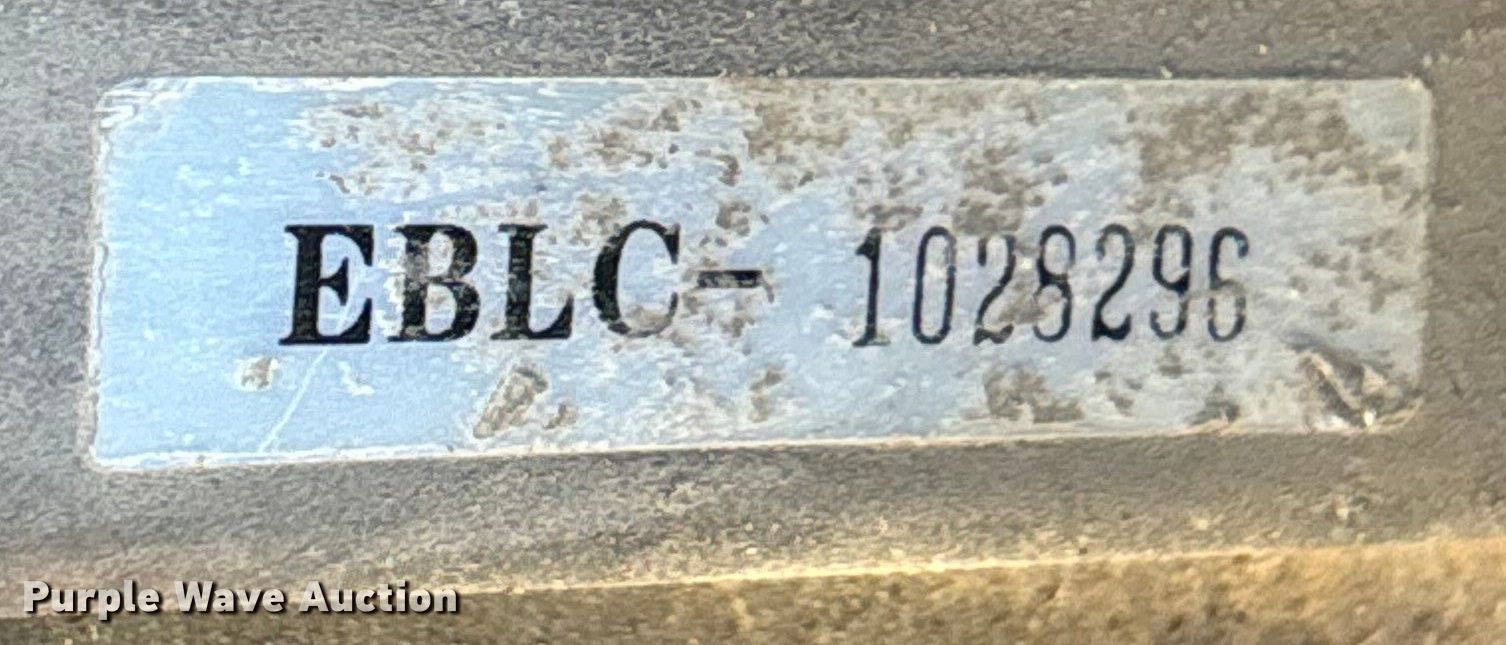 EBLC- 1028296
Purple Wave Auction